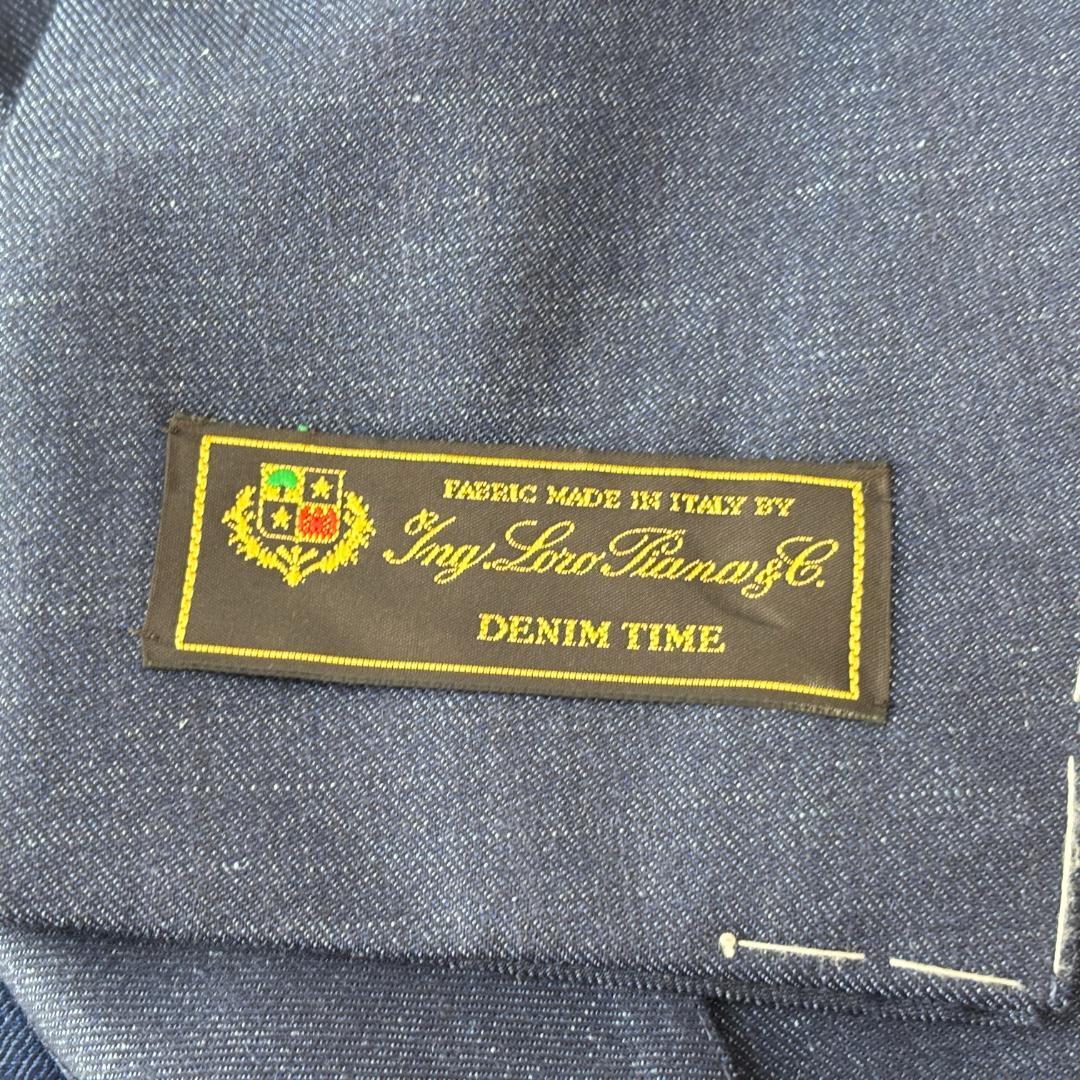 FABRIC MADE IN ITALY BY
Ing. Loro Piana & C.
DENIM TIME